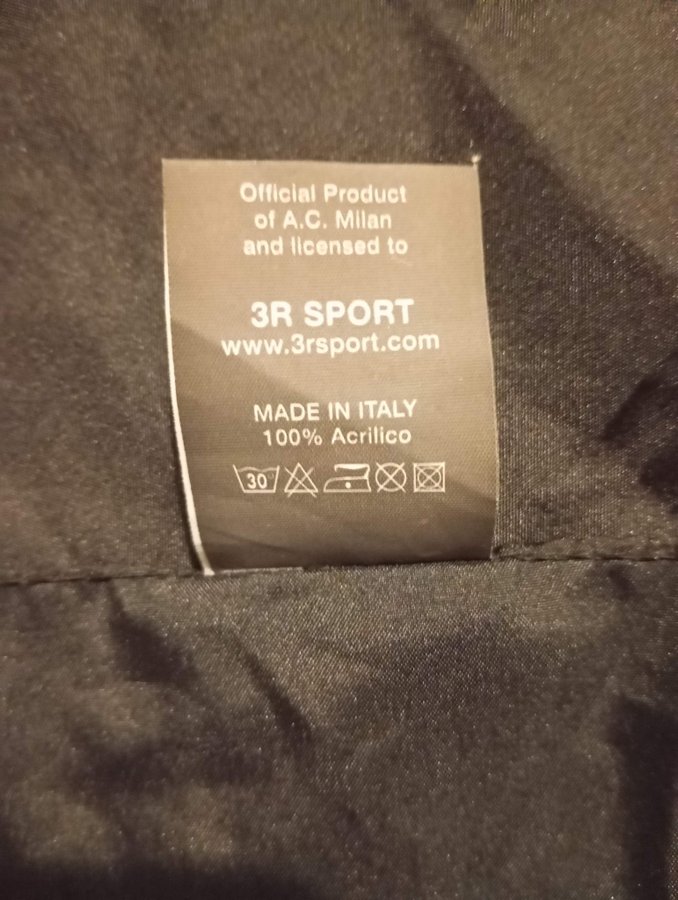 Official Product
of A.C. Milan
and licensed to
3R SPORT
www.3rsport.com
MADE IN ITALY
100% Acrilico
30